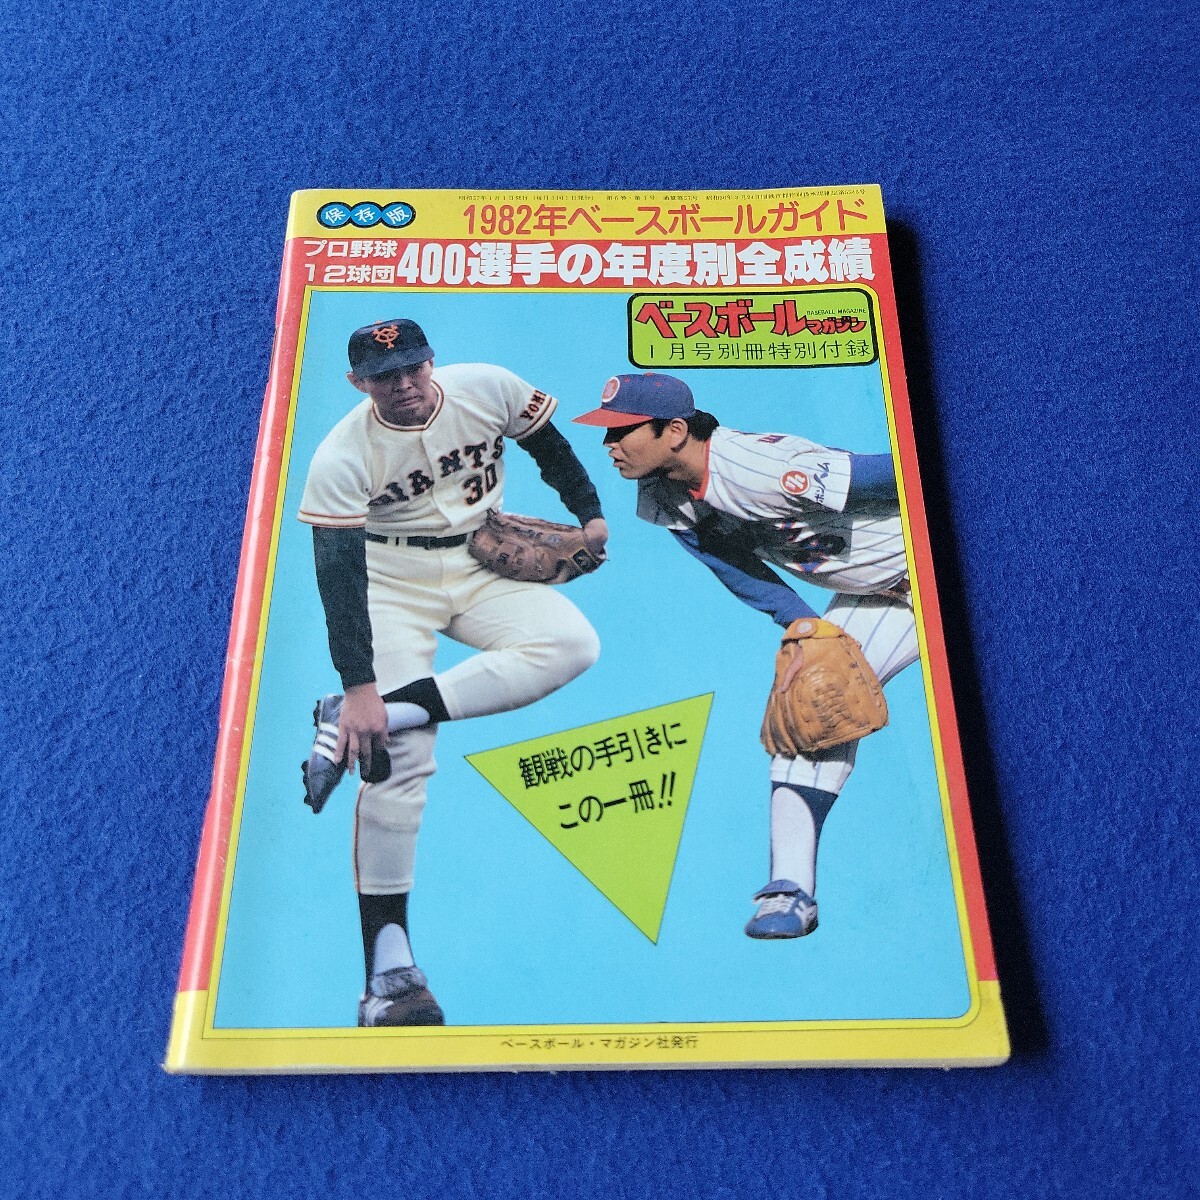 保存版
1982年ベースボールガイド
プロ野球
12球団
400選手の年度別全成績
ベースボール
マガジン
BASEBALL MAGAZINE
1月号別冊特別付録
GIANTS
30
観戦の手引きに
この一冊!!
ベースボール・マガジン社発行